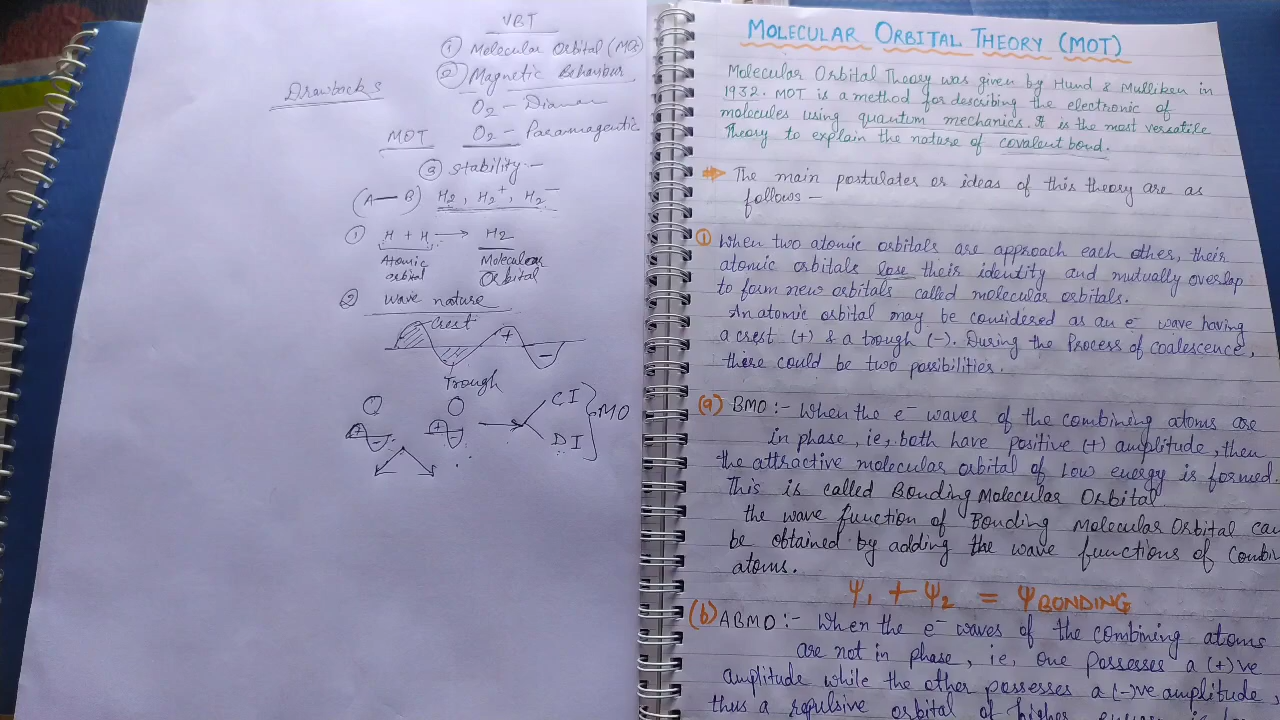 VBT
① Molecular Orbital (MO)
② Magnetic Behaviour
Drawbacks
O2 - Diaman
MOT
O2 - Paramagentic
③ stability -
(A — B) H2, H2+, H2-
① H + H → H2
Atomic Molecular
orbital Orbital
② wave nature
Crest
+
-
Trough
+
+
CI
DI
MO
MOLECULAR ORBITAL THEORY (MOT)
Molecular Orbital Theory was given by Hund & Mulliken in
1932. MOT is a method for describing the electronic of
molecules using quantum mechanics. It is the most versatile
Theory to explain the nature of covalent bond.
The main postulates or ideas of this theory are as
follows -
① When two atomic orbitals are approach each others, their
atomic orbitals lose their identity and mutually overlap
to form new orbitals called molecular orbitals.
An atomic orbital may be considered as an e- wave having
a crest (+) & a trough (-). During the Process of coalescence,
there could be two possibilities.
(a) BMO :- When the e- waves of the combining atoms are
in phase, ie, both have positive (+) amplitude, then
the attractive molecular orbital of Low energy is formed.
This is called Bonding Molecular Orbital
the wave function of Bonding Molecular Orbital can
be obtained by adding the wave functions of Combi
atoms.
Ψ1 + Ψ2 = Ψ BONDING
(b) ABMO :- When the e- waves of the combining atoms
are not in phase, ie. One Possesses a (+)ve
amplitude while the other possesses a (-)ve amplitude,
thus a repulsive orbital of higher